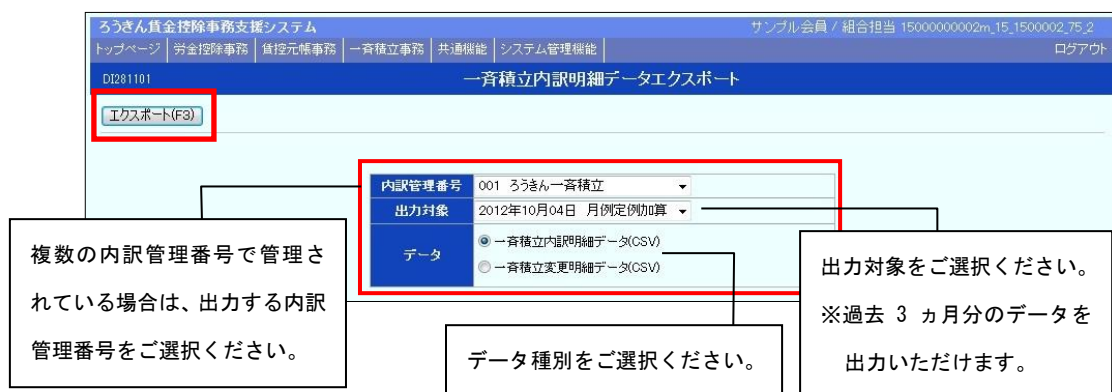 ろうきん賃金控除事務支援システム
サンプル会員 / 組合担当 15000000002m_15_1500002_75_2
トップページ 労金控除事務 賃控元帳事務 一斉積立事務 共通機能 システム管理機能
ログアウト
DI281101
一斉積立内訳明細データエクスポート
エクスポート(F3)
内訳管理番号 001 ろうきん一斉積立
出力対象 2012年10月04日 月例定例加算
データ
一斉積立内訳明細データ(CSV)
一斉積立変更明細データ(CSV)
複数の内訳管理番号で管理さ
れている場合は、出力する内訳
管理番号をご選択ください。
データ種別をご選択ください。
出力対象をご選択ください。
※過去 3 ヵ月分のデータを
出力いただけます。